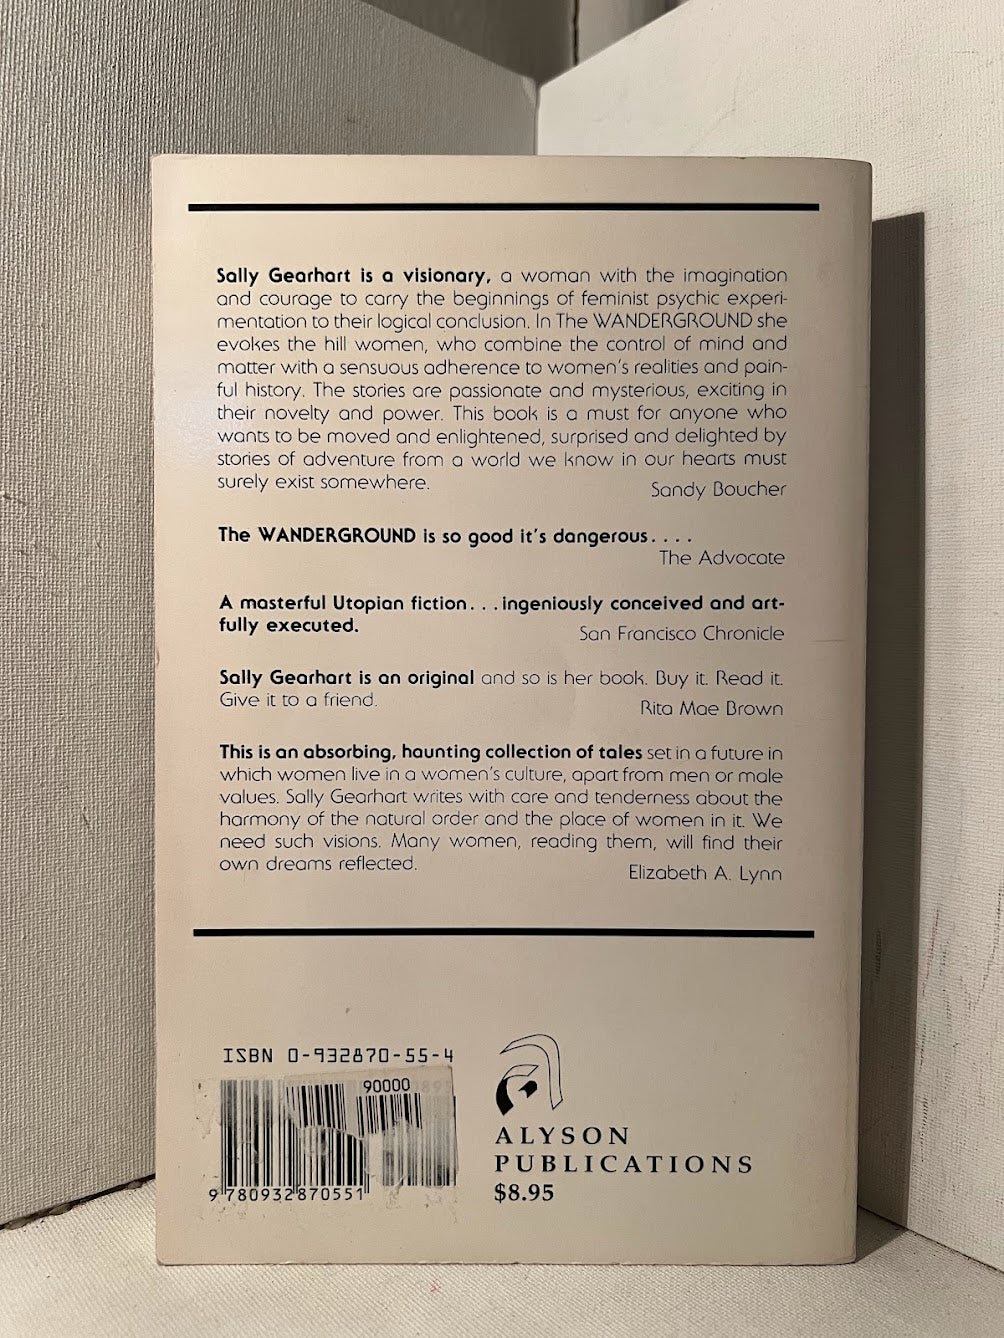 Sally Gearhart is a visionary, a woman with the imagination
and courage to carry the beginnings of feminist psychic experi-
mentation to their logical conclusion. In The WANDERGROUND she
evokes the hill women, who combine the control of mind and
matter with a sensuous adherence to women's realities and pain-
ful history. The stories are passionate and mysterious, exciting in
their novelty and power. This book is a must for anyone who
wants to be moved and enlightened, surprised and delighted by
stories of adventure from a world we know in our hearts must
surely exist somewhere.
Sandy Boucher
The WANDERGROUND is so good it's dangerous....
The Advocate
A masterful Utopian fiction...ingeniously conceived and art-
fully executed.
San Francisco Chronicle
Sally Gearhart is an original and so is her book. Buy it. Read it.
Give it to a friend.
Rita Mae Brown
This is an absorbing, haunting collection of tales set in a future in
which women live in a women's culture, apart from men or male
values. Sally Gearhart writes with care and tenderness about the
harmony of the natural order and the place of women in it. We
need such visions. Many women, reading them, will find their
own dreams reflected.
Elizabeth A. Lynn
ISBN 0-932870-55-4
90000
9 780932 870551
ALYSON
PUBLICATIONS
$8.95